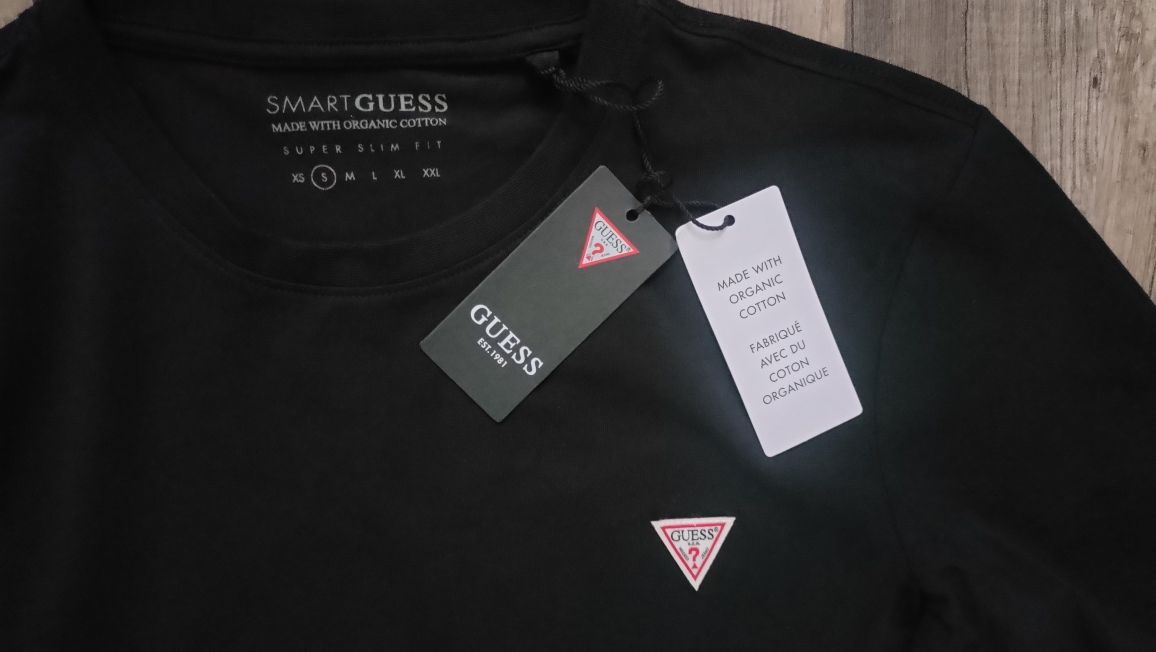 SMARTGUESS
MADE WITH ORGANIC COTTON
SUPER SLIM FIT
XS S M L XL XXL
GUESS
?
GUESS
EST. 1981
MADE WITH
ORGANIC
COTTON
FABRIQUÉ
AVEC DU
COTON
ORGANIQUE
GUESS®
U.S.A.
?